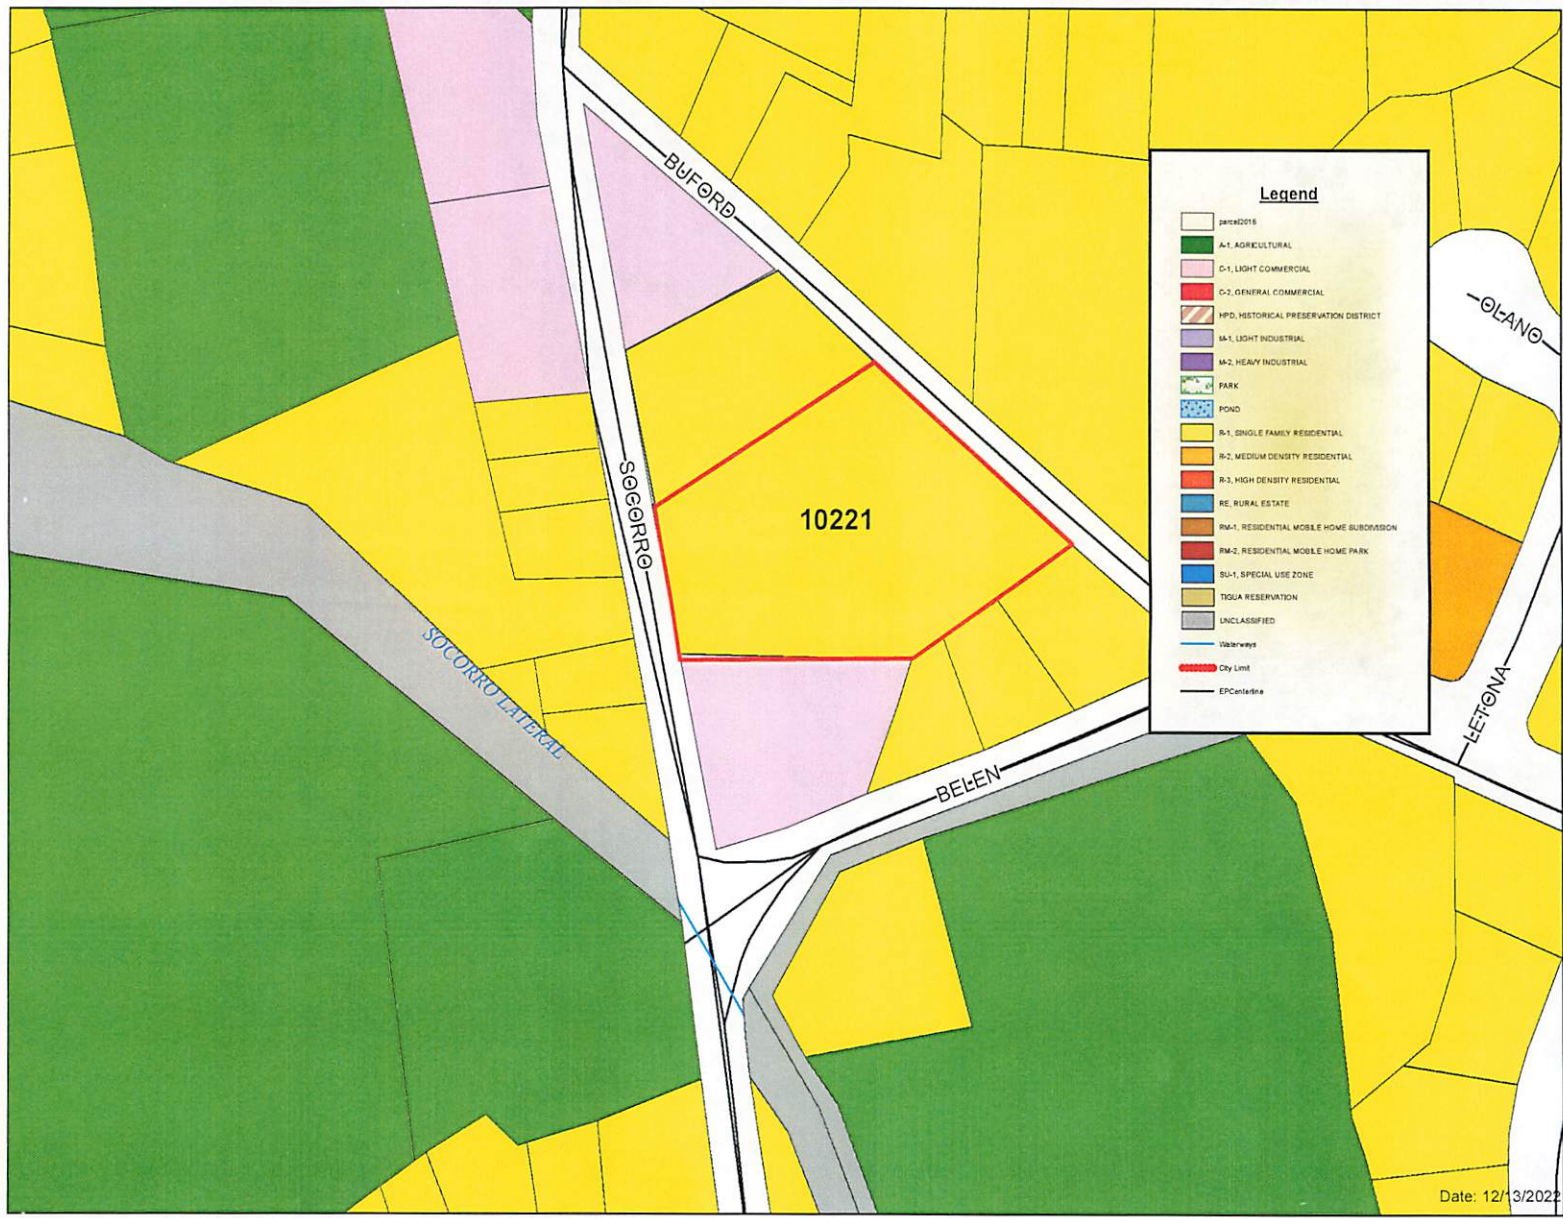 BUFORD
Legend
parcel2016
A-1, AGRICULTURAL
C-1, LIGHT COMMERCIAL
C-2, GENERAL COMMERCIAL
HPD, HISTORICAL PRESERVATION DISTRICT
M-1, LIGHT INDUSTRIAL
M-2, HEAVY INDUSTRIAL
PARK
POND
R-1, SINGLE FAMILY RESIDENTIAL
R-2, MEDIUM DENSITY RESIDENTIAL
R-3, HIGH DENSITY RESIDENTIAL
RE, RURAL ESTATE
RM-1, RESIDENTIAL MOBILE HOME SUBDIVISION
RM-2, RESIDENTIAL MOBILE HOME PARK
SU-1, SPECIAL USE ZONE
TIGUA RESERVATION
UNCLASSIFIED
Waterways
City Limit
EPCenterline
OLANO
SOCORRO
10221
SOCORRO LATERAL
LETONA
BELEN
Date: 12/13/2022